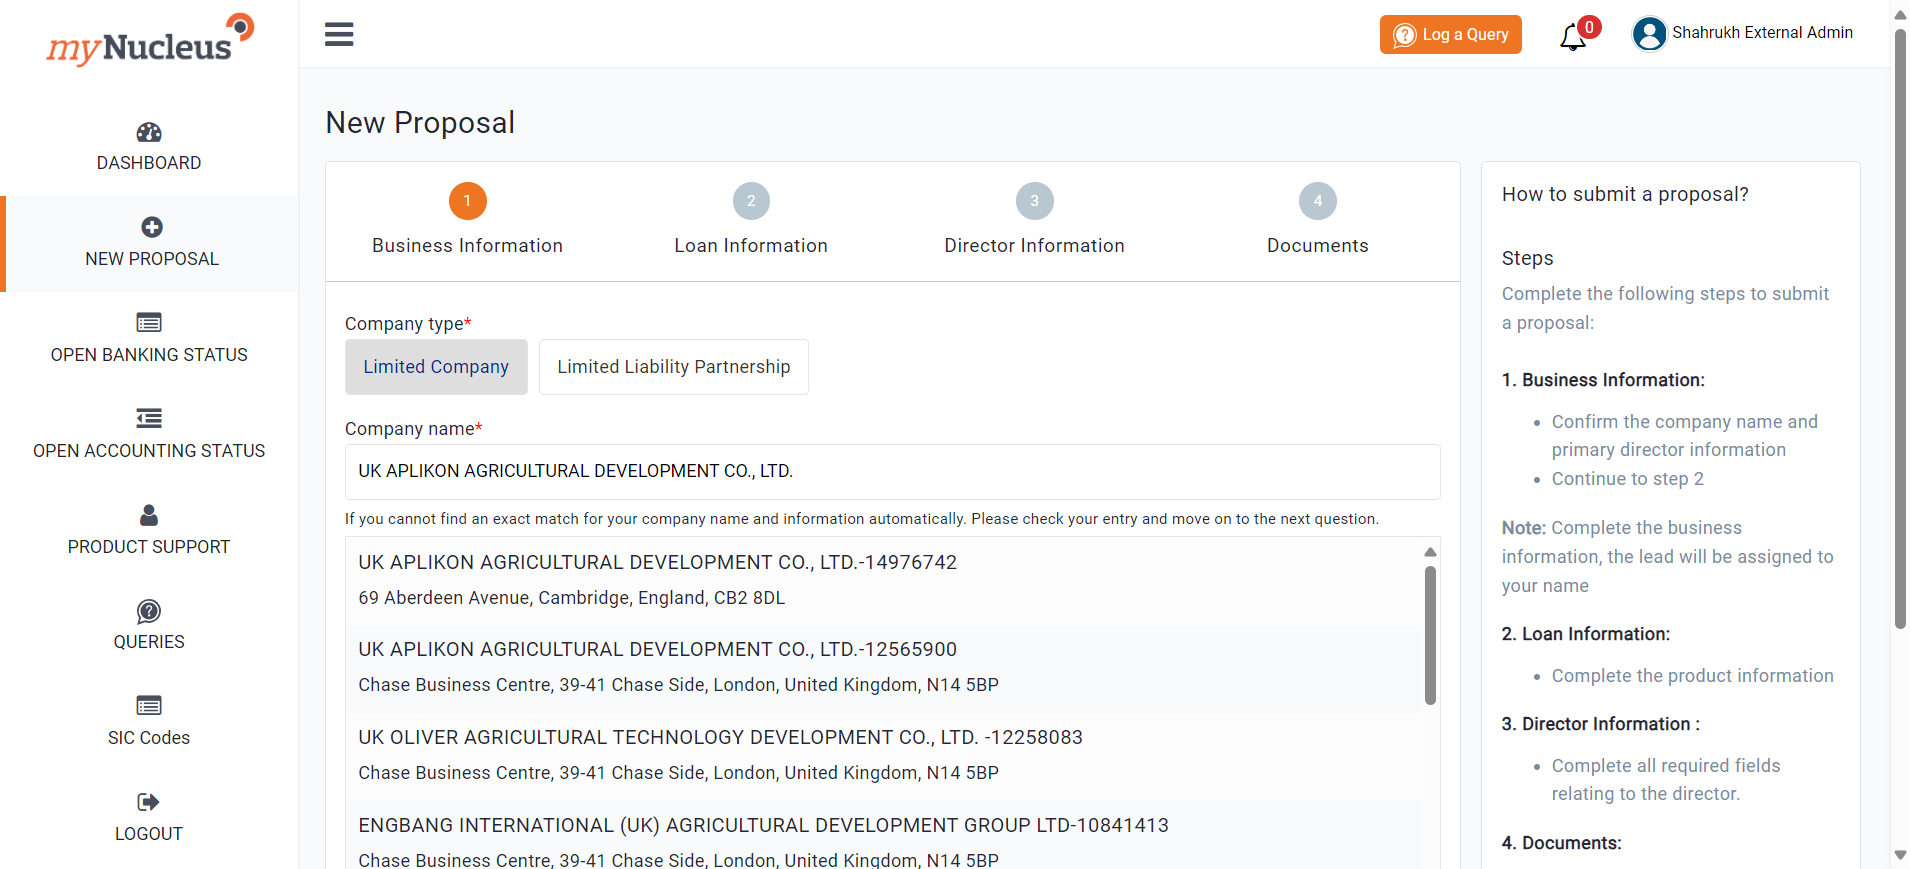 myNucleus
Log a Query
0
Shahrukh External Admin
DASHBOARD
NEW PROPOSAL
OPEN BANKING STATUS
OPEN ACCOUNTING STATUS
PRODUCT SUPPORT
QUERIES
SIC Codes
LOGOUT
New Proposal
1
Business Information
2
Loan Information
3
Director Information
4
Documents
Company type*
Limited Company
Limited Liability Partnership
Company name*
UK APLIKON AGRICULTURAL DEVELOPMENT CO., LTD.
If you cannot find an exact match for your company name and information automatically. Please check your entry and move on to the next question.
UK APLIKON AGRICULTURAL DEVELOPMENT CO., LTD.-14976742
69 Aberdeen Avenue, Cambridge, England, CB2 8DL
UK APLIKON AGRICULTURAL DEVELOPMENT CO., LTD.-12565900
Chase Business Centre, 39-41 Chase Side, London, United Kingdom, N14 5BP
UK OLIVER AGRICULTURAL TECHNOLOGY DEVELOPMENT CO., LTD. -12258083
Chase Business Centre, 39-41 Chase Side, London, United Kingdom, N14 5BP
ENGBANG INTERNATIONAL (UK) AGRICULTURAL DEVELOPMENT GROUP LTD-10841413
Chase Business Centre, 39-41 Chase Side, London, United Kingdom, N14 5BP
How to submit a proposal?
Steps
Complete the following steps to submit
a proposal:
1. Business Information:
• Confirm the company name and
primary director information
• Continue to step 2
Note: Complete the business
information, the lead will be assigned to
your name
2. Loan Information:
• Complete the product information
3. Director Information :
• Complete all required fields
relating to the director.
4. Documents: